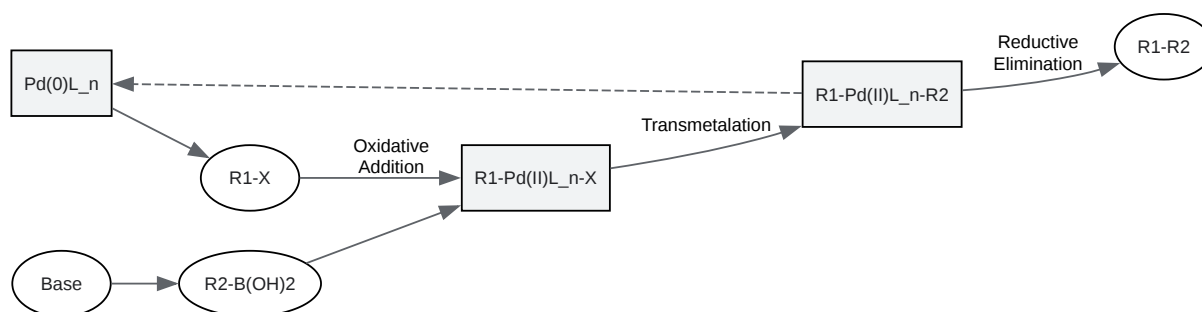 Pd(0)L_n
R1-X
Oxidative
Addition
R1-Pd(II)L_n-X
Transmetalation
R1-Pd(II)L_n-R2
Reductive
Elimination
R1-R2
Base
R2-B(OH)2